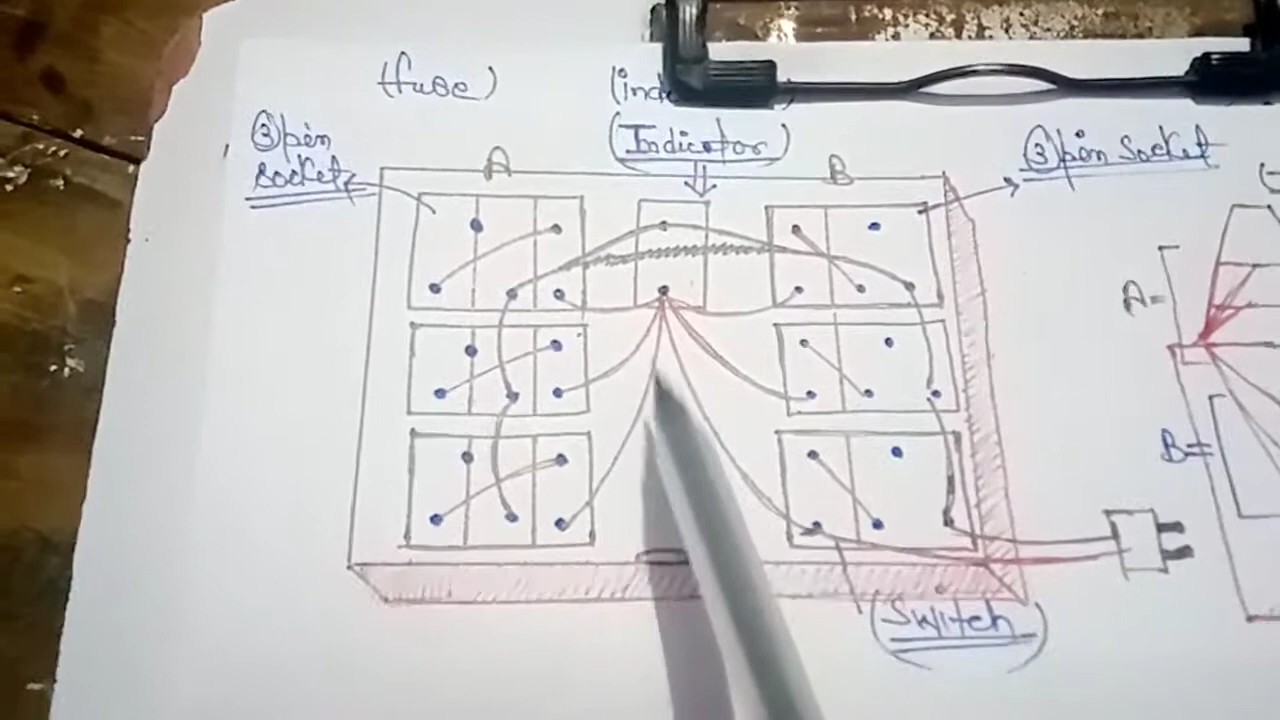 (fuse)
(Indicator)
③pin
socket
③pin Socket
A
B
A=
B=
(Switch)